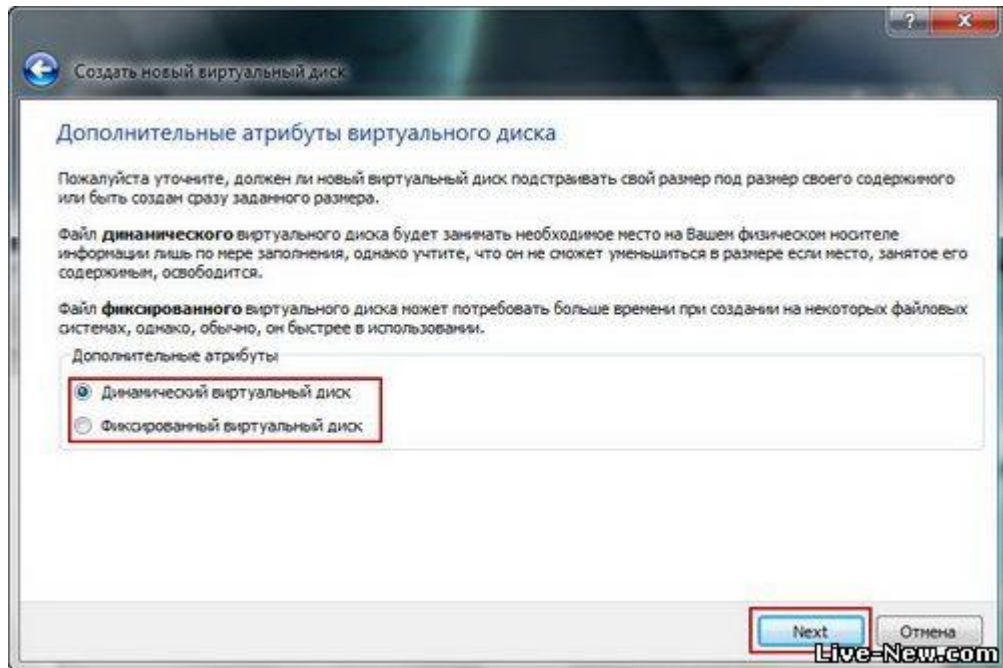 ?
Создать новый виртуальный диск
Дополнительные атрибуты виртуального диска
Пожалуйста уточните, должен ли новый виртуальный диск подстраивать свой размер под размер своего содержимого
или быть создан сразу заданного размера.
Файл динамического виртуального диска будет занимать необходимое место на Вашем физическом носителе
информации лишь по мере заполнения, однако учтите, что он не сможет уменьшиться в размере если место, занятое его
содержимым, освободится.
Файл фиксированного виртуального диска может потребовать больше времени при создании на некоторых файловых
системах, однако, обычно, он быстрее в использовании.
Дополнительные атрибуты
Динамический виртуальный диск
Фиксированный виртуальный диск
Next Отмена
Live-New.com